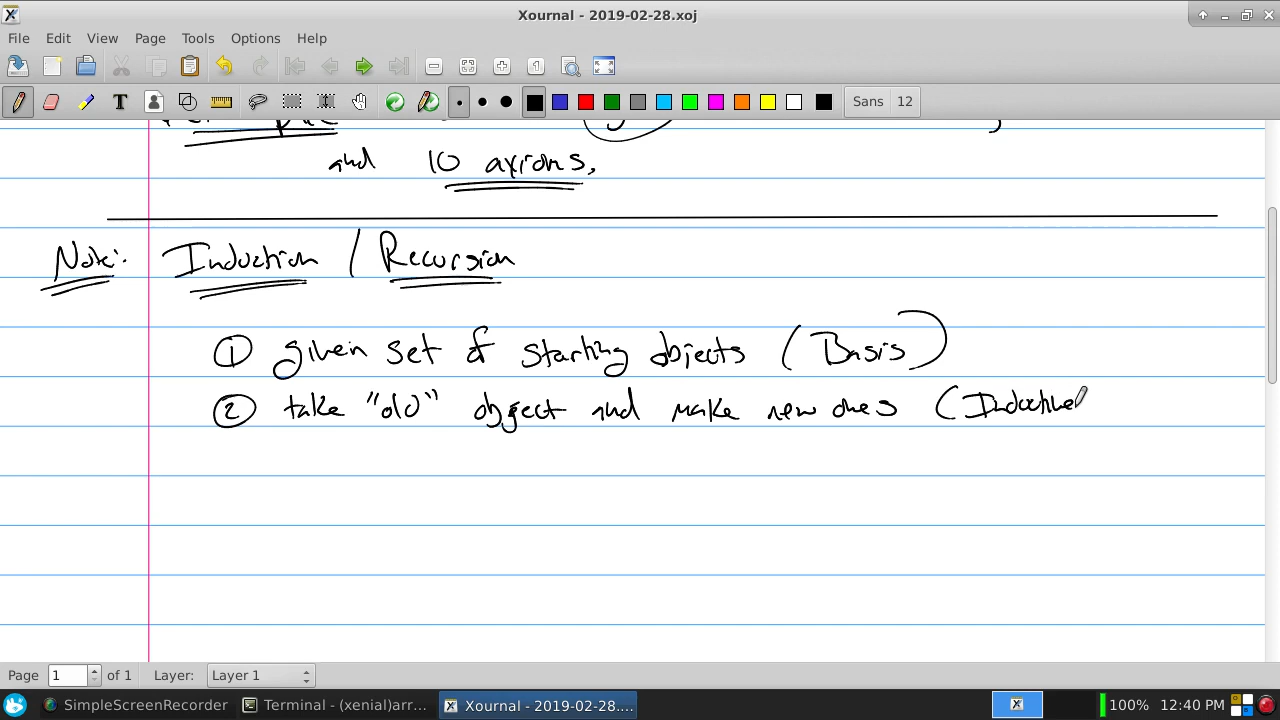 Xournal - 2019-02-28.xoj
File Edit View Page Tools Options Help
Sans 12
and 10 axioms.
Note: Induction / Recursion
① given set of starting objects (Basis)
② take "old" object and make new ones (Inductive
Page 1 of 1 Layer: Layer 1
SimpleScreenRecorder Terminal - (xenial)arr... Xournal - 2019-02-28.... 100% 12:40 PM